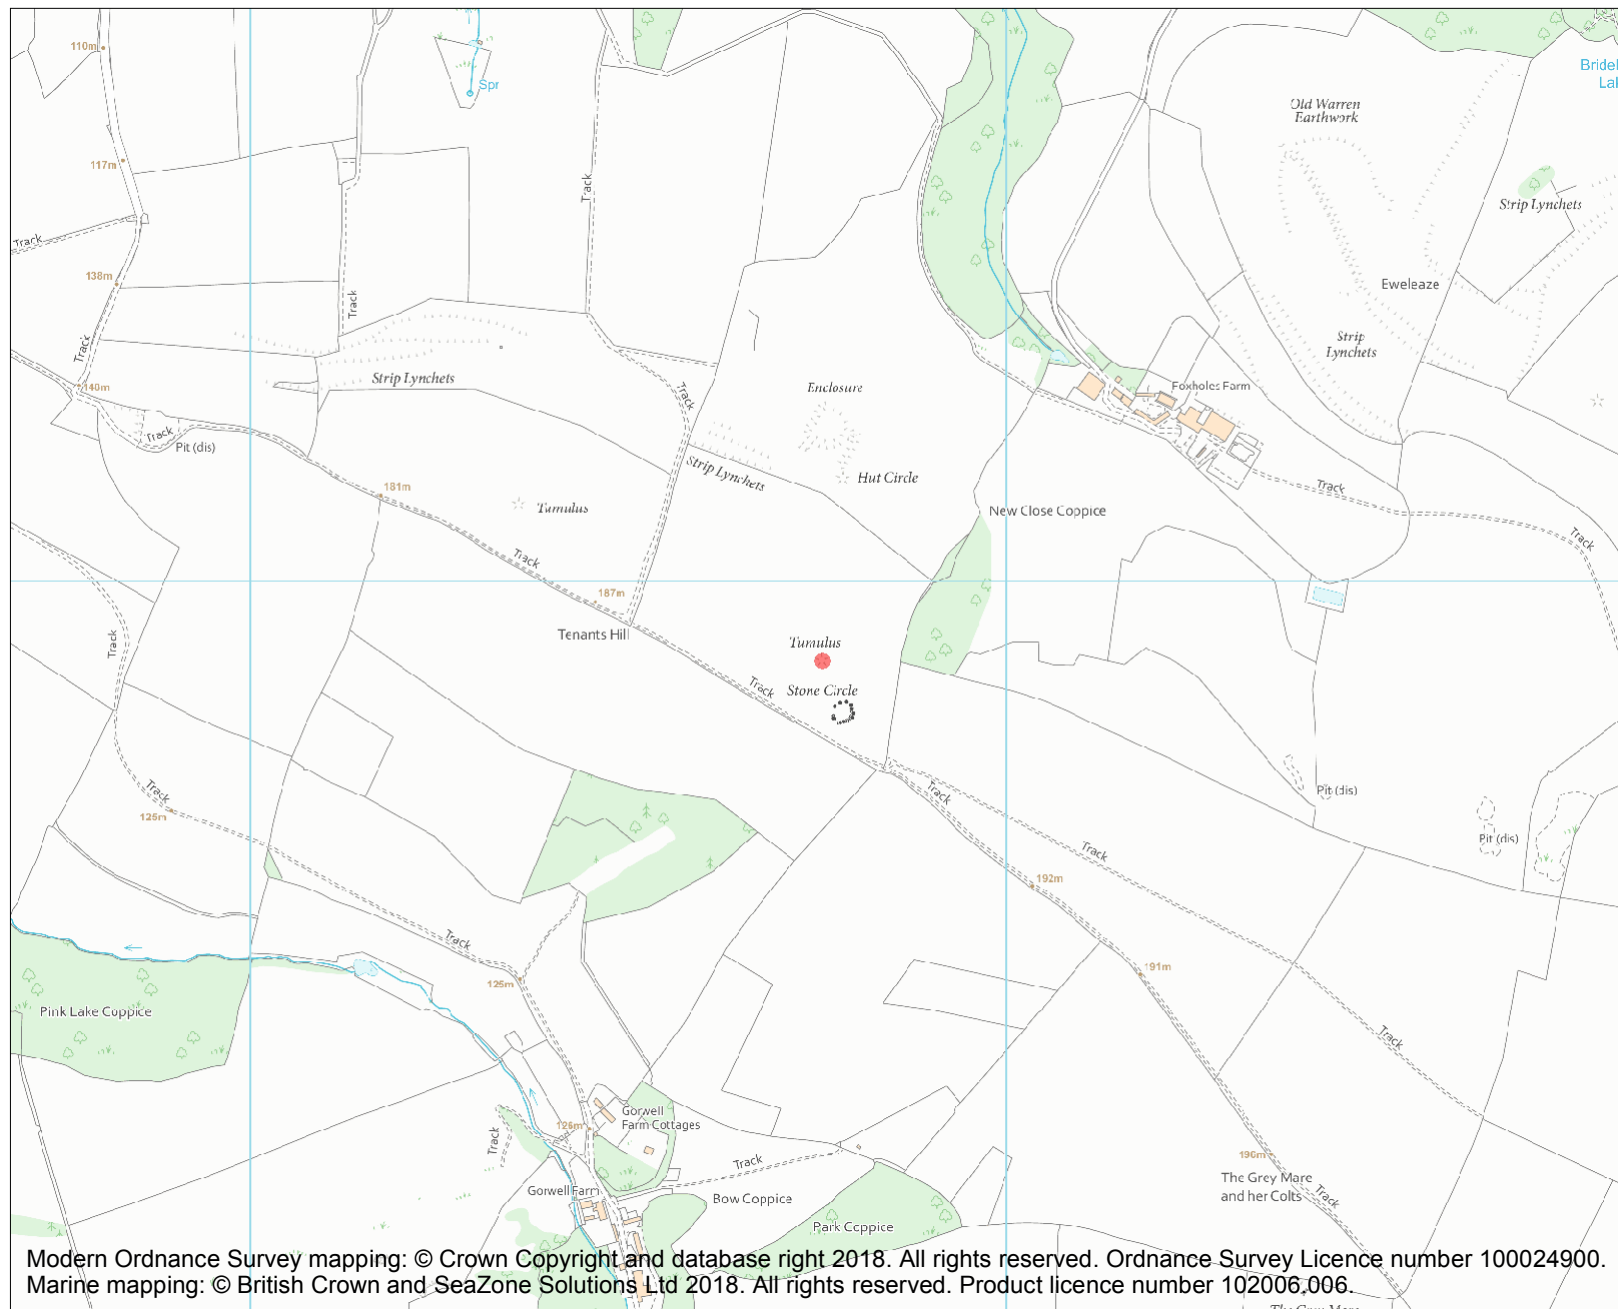 110m
Spr
Old Warren
Earthwork
117m
Track
Strip Lynchets
Track
138m
Eweleaze
Track
Strip
Lynchets
Track
Strip Lynchets
140m
Enclosure
Foxholes Farm
Track
Track
Pit (dis)
Strip Lynchets
Hut Circle
181m
Tumulus
Track
New Close Coppice
Track
Track
187m
Tenants Hill
Track
Tumulus
Stone Circle
Track
Track
125m
Track
Pit (dis)
Pit (dis)
Track
192m
Track
125m
191m
Pink Lake Coppice
Track
Gorwell
Farm Cottages
126m
Track
Track
190m
The Grey Mare
and her Colts
Gorwell Farm
Bow Coppice
Track
Park Coppice
Modern Ordnance Survey mapping: © Crown Copyright and database right 2018. All rights reserved. Ordnance Survey Licence number 100024900.
Marine mapping: © British Crown and SeaZone Solutions Ltd 2018. All rights reserved. Product licence number 102006.006.